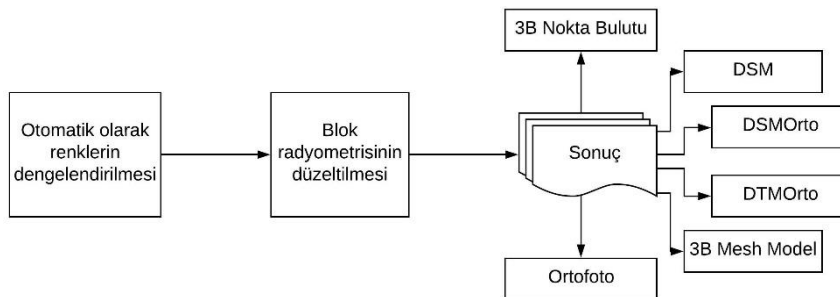 3B Nokta Bulutu
DSM
Otomatik olarak
renklerin
dengelendirilmesi
Blok
radyometrisinin
düzeltilmesi
Sonuç
DSMOrto
DTMOrto
3B Mesh Model
Ortofoto